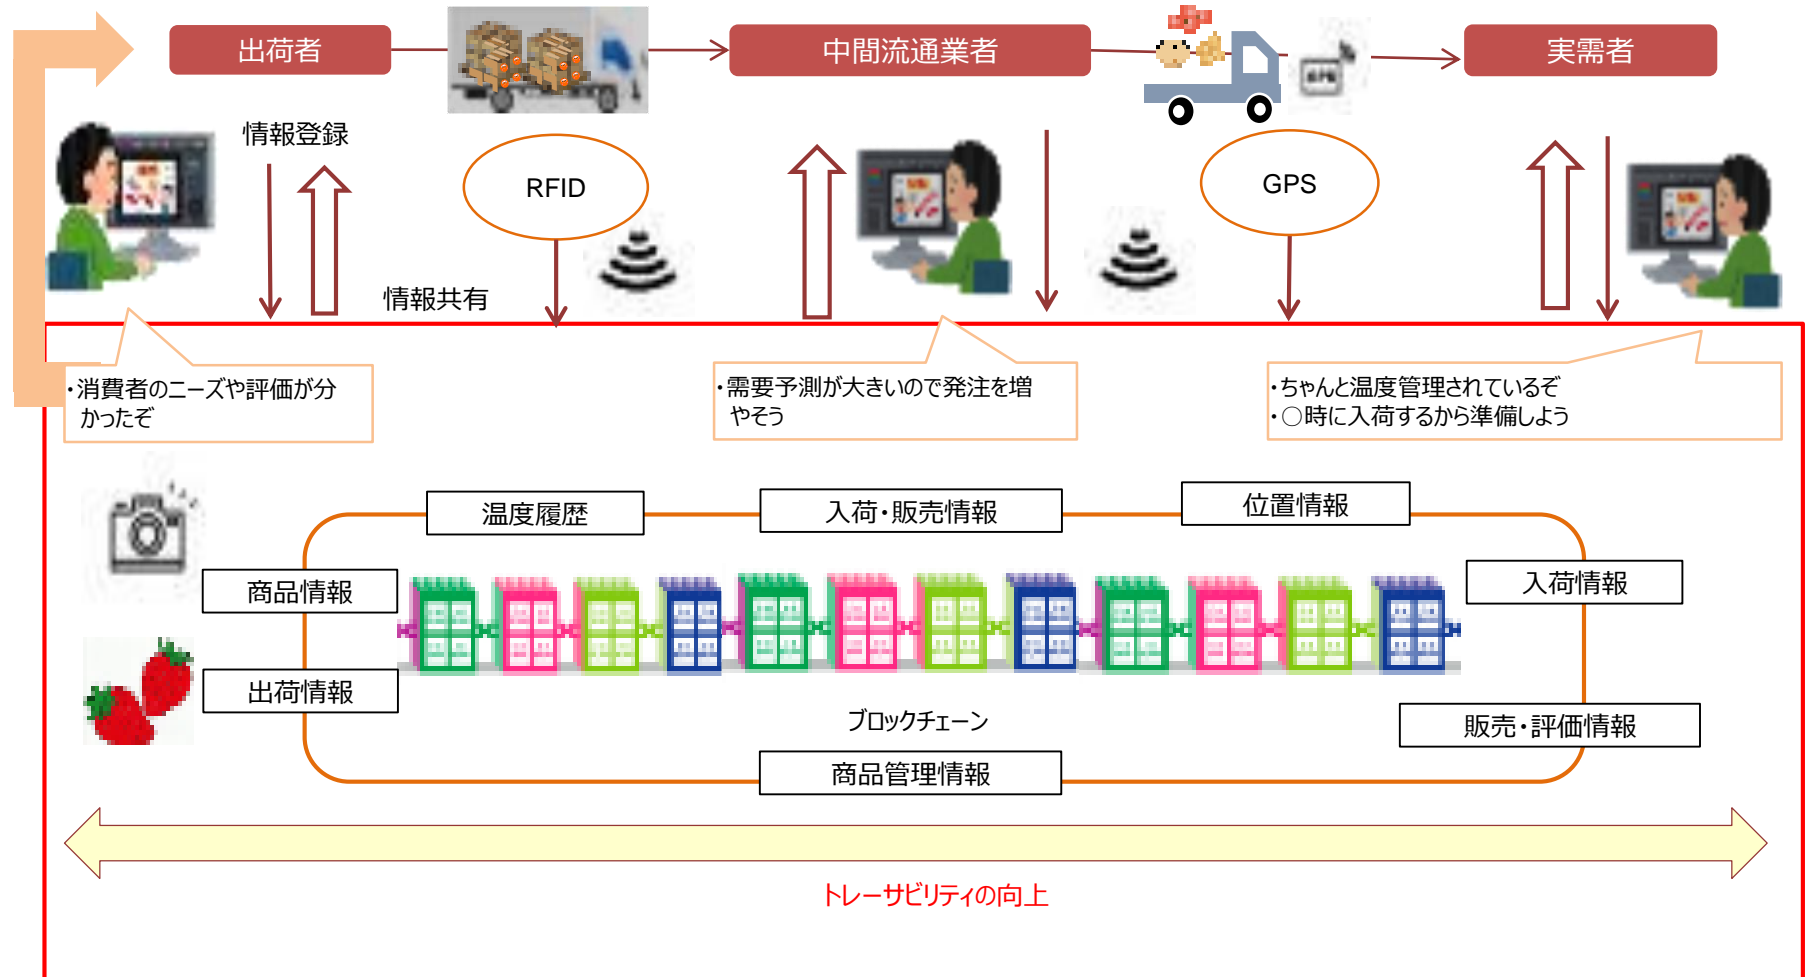 出荷者
中間流通業者
実需者
情報登録
RFID
GPS
情報共有
・消費者のニーズや評価が分
かったぞ
・需要予測が大きいので発注を増
やそう
・ちゃんと温度管理されているぞ
・○時に入荷するから準備しよう
温度履歴
入荷・販売情報
位置情報
商品情報
入荷情報
出荷情報
ブロックチェーン
販売・評価情報
商品管理情報
トレーサビリティの向上